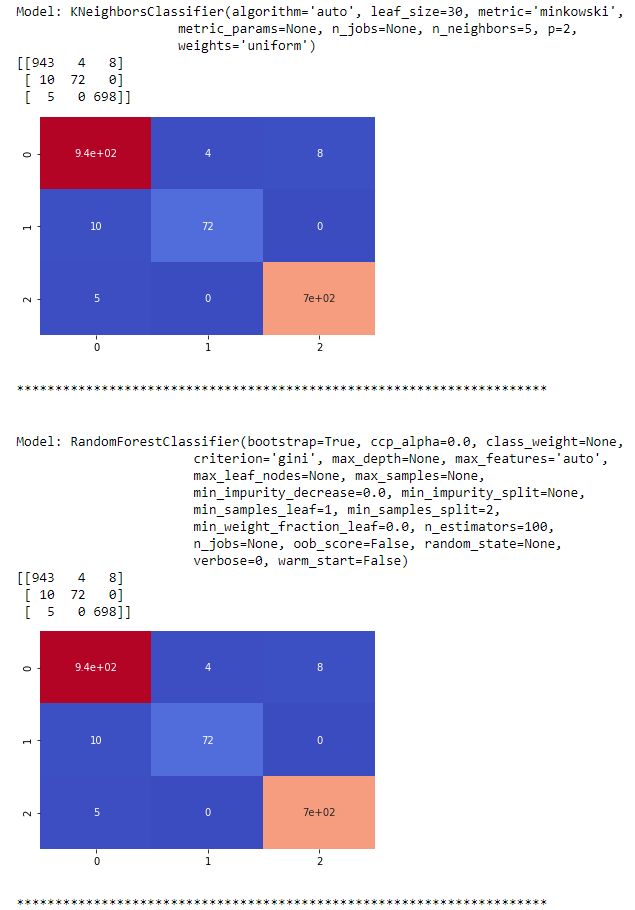 Model: KNeighborsClassifier(algorithm='auto', leaf_size=30, metric='minkowski',
metric_params=None, n_jobs=None, n_neighbors=5, p=2,
weights='uniform')
[[943   4   8]
[ 10  72   0]
[  5   0 698]]
0 9.4e+02 4 8
1 10 72 0
2 5 0 7e+02
0 1 2
*********************************************************************
Model: RandomForestClassifier(bootstrap=True, ccp_alpha=0.0, class_weight=None,
criterion='gini', max_depth=None, max_features='auto',
max_leaf_nodes=None, max_samples=None,
min_impurity_decrease=0.0, min_impurity_split=None,
min_samples_leaf=1, min_samples_split=2,
min_weight_fraction_leaf=0.0, n_estimators=100,
n_jobs=None, oob_score=False, random_state=None,
verbose=0, warm_start=False)
[[943   4   8]
[ 10  72   0]
[  5   0 698]]
0 9.4e+02 4 8
1 10 72 0
2 5 0 7e+02
0 1 2
*********************************************************************